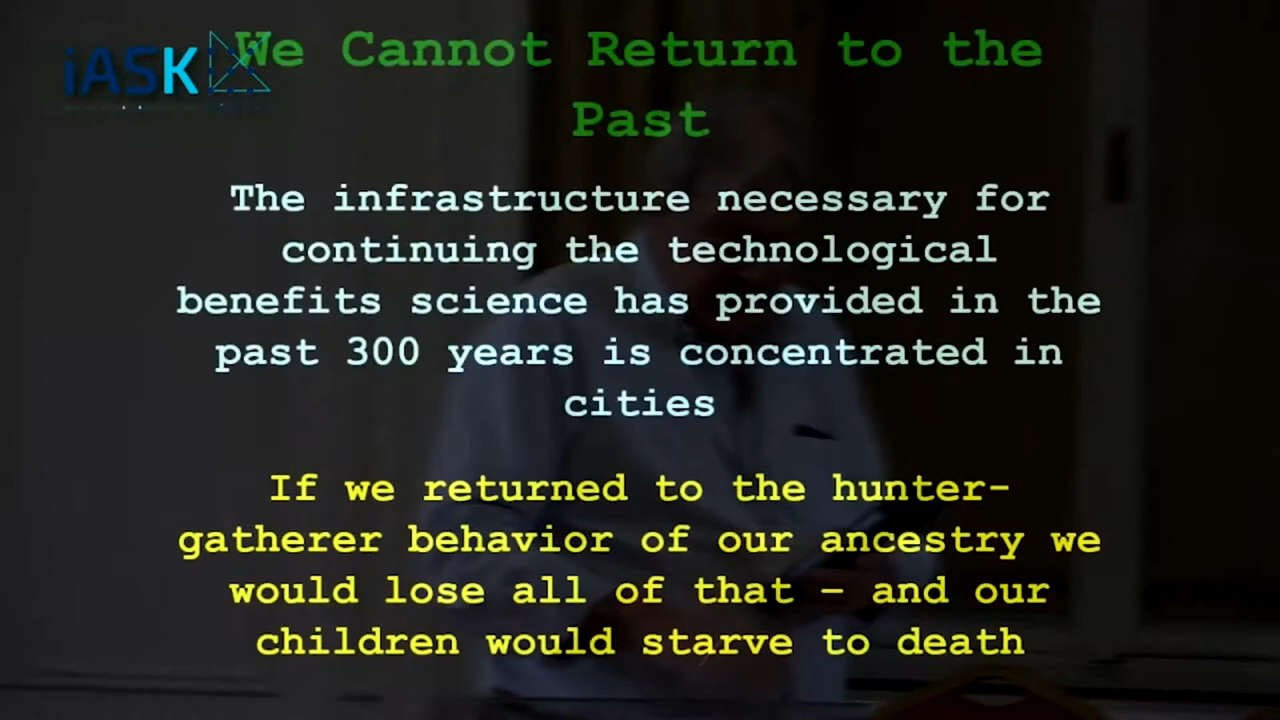 iASK
We Cannot Return to the
Past
The infrastructure necessary for
continuing the technological
benefits science has provided in the
past 300 years is concentrated in
cities
If we returned to the hunter-
gatherer behavior of our ancestry we
would lose all of that – and our
children would starve to death